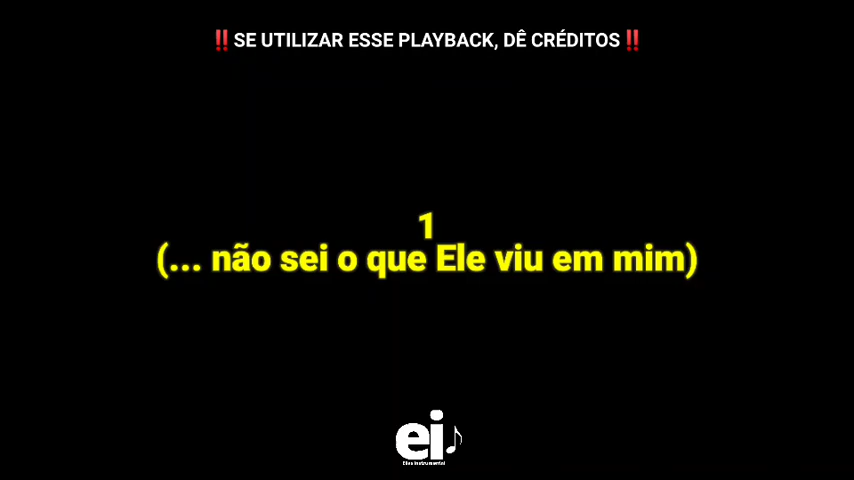 ‼️SE UTILIZAR ESSE PLAYBACK, DÊ CRÉDITOS‼️
1
(... não sei o que Ele viu em mim)
ei